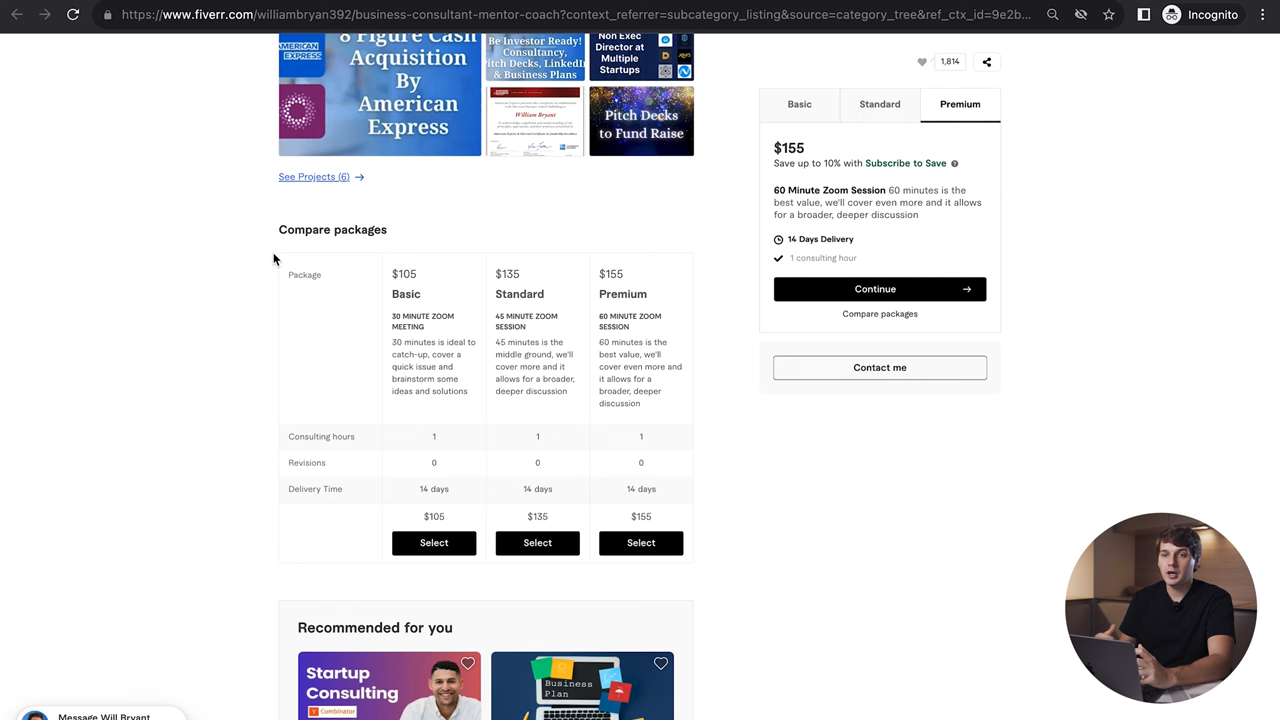 https://www.fiverr.com/williambryan392/business-consultant-mentor-coach?context_referrer=subcategory_listing&source=category_tree&ref_ctx_id=9e2b...
Incognito
AMERICAN
EXPRESS
8 Figure Cash
Acquisition
By
American
Express
Be Investor Ready!
Consultancy,
Pitch Decks, LinkedIn
& Business Plans
Non Exec
Director at
Multiple
Startups
William Bryant
Pitch Decks
to Fund Raise
See Projects (6) →
1,814
Basic
Standard
Premium
$155
Save up to 10% with Subscribe to Save
60 Minute Zoom Session 60 minutes is the
best value, we'll cover even more and it allows
for a broader, deeper discussion
14 Days Delivery
1 consulting hour
Continue →
Compare packages
Contact me
Compare packages
Package
$105
Basic
30 MINUTE ZOOM
MEETING
30 minutes is ideal to
catch-up, cover a
quick issue and
brainstorm some
ideas and solutions
$135
Standard
45 MINUTE ZOOM
SESSION
45 minutes is the
middle ground, we'll
cover more and it
allows for a broader,
deeper discussion
$155
Premium
60 MINUTE ZOOM
SESSION
60 minutes is the
best value, we'll
cover even more and
it allows for a
broader, deeper
discussion
Consulting hours 1 1 1
Revisions 0 0 0
Delivery Time 14 days 14 days 14 days
$105 $135 $155
Select Select Select
Recommended for you
Startup
Consulting
Combinator
Business
Plan
Message Will Bryant